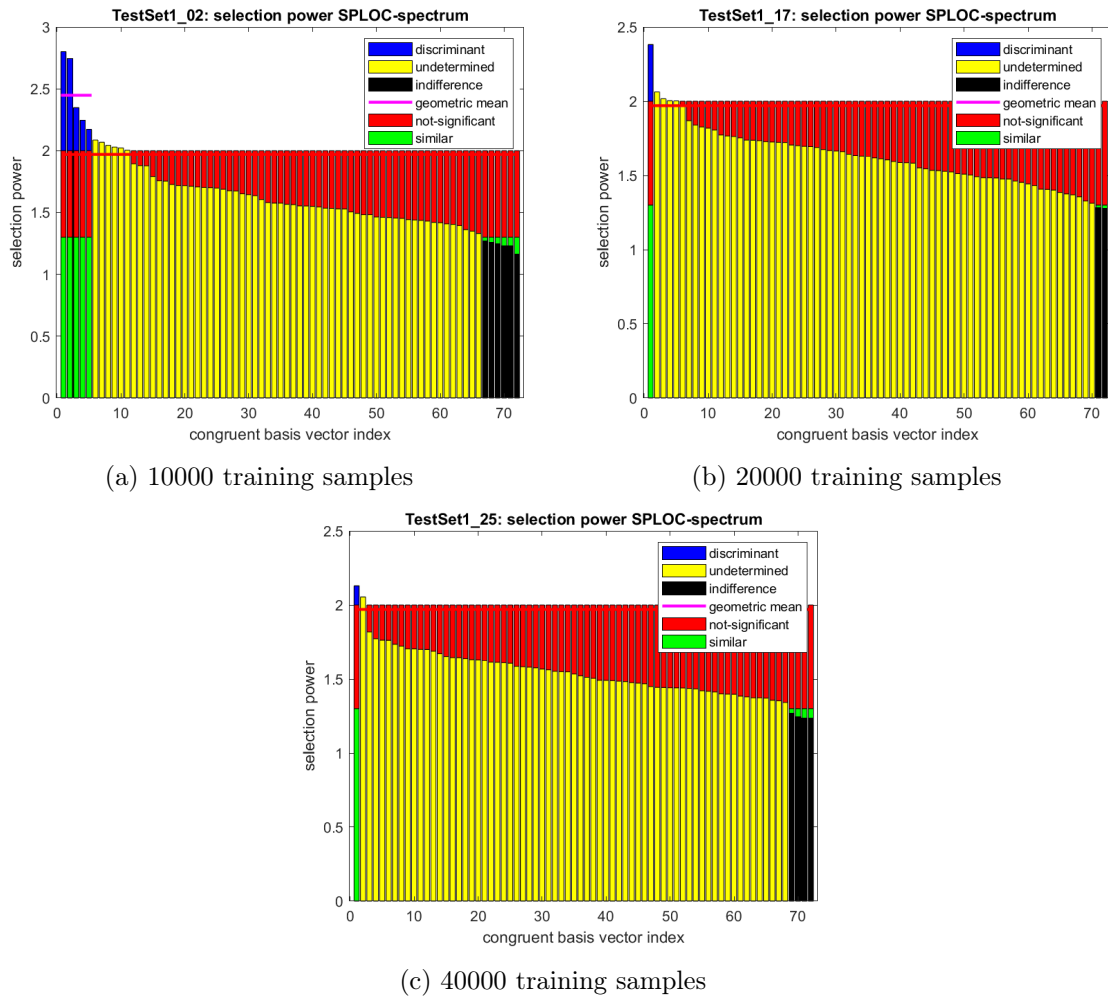 TestSet1_02: selection power SPLOC-spectrum
3
2.5
2
1.5
1
0.5
0
selection power
discriminant
undetermined
indifference
geometric mean
not-significant
similar
0 10 20 30 40 50 60 70
congruent basis vector index
(a) 10000 training samples
TestSet1_17: selection power SPLOC-spectrum
2.5
2
1.5
1
0.5
0
selection power
discriminant
undetermined
indifference
geometric mean
not-significant
similar
0 10 20 30 40 50 60 70
congruent basis vector index
(b) 20000 training samples
TestSet1_25: selection power SPLOC-spectrum
2.5
2
1.5
1
0.5
0
selection power
discriminant
undetermined
indifference
geometric mean
not-significant
similar
0 10 20 30 40 50 60 70
congruent basis vector index
(c) 40000 training samples